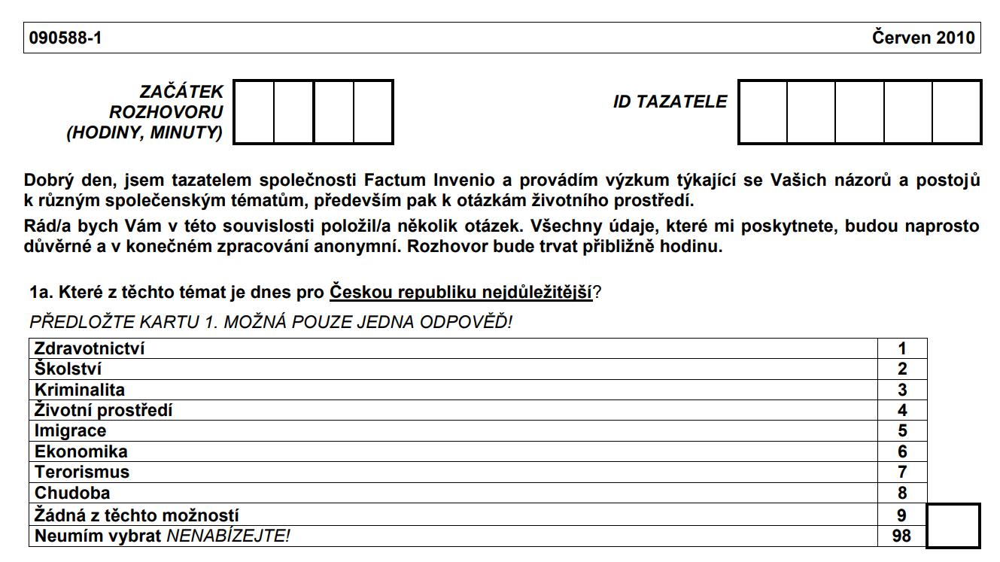 090588-1 Červen 2010
ZAČÁTEK
ROZHOVORU
(HODINY, MINUTY)
ID TAZATELE
Dobrý den, jsem tazatelem společnosti Factum Invenio a provádím výzkum týkající se Vašich názorů a postojů
k různým společenským tématům, především pak k otázkám životního prostředí.
Rád/a bych Vám v této souvislosti položil/a několik otázek. Všechny údaje, které mi poskytnete, budou naprosto
důvěrné a v konečném zpracování anonymní. Rozhovor bude trvat přibližně hodinu.
1a. Které z těchto témat je dnes pro Českou republiku nejdůležitější?
PŘEDLOŽTE KARTU 1. MOŽNÁ POUZE JEDNA ODPOVĚĎ!
Zdravotnictví 1
Školství 2
Kriminalita 3
Životní prostředí 4
Imigrace 5
Ekonomika 6
Terorismus 7
Chudoba 8
Žádná z těchto možností 9
Neumím vybrat NENABÍZEJTE! 98